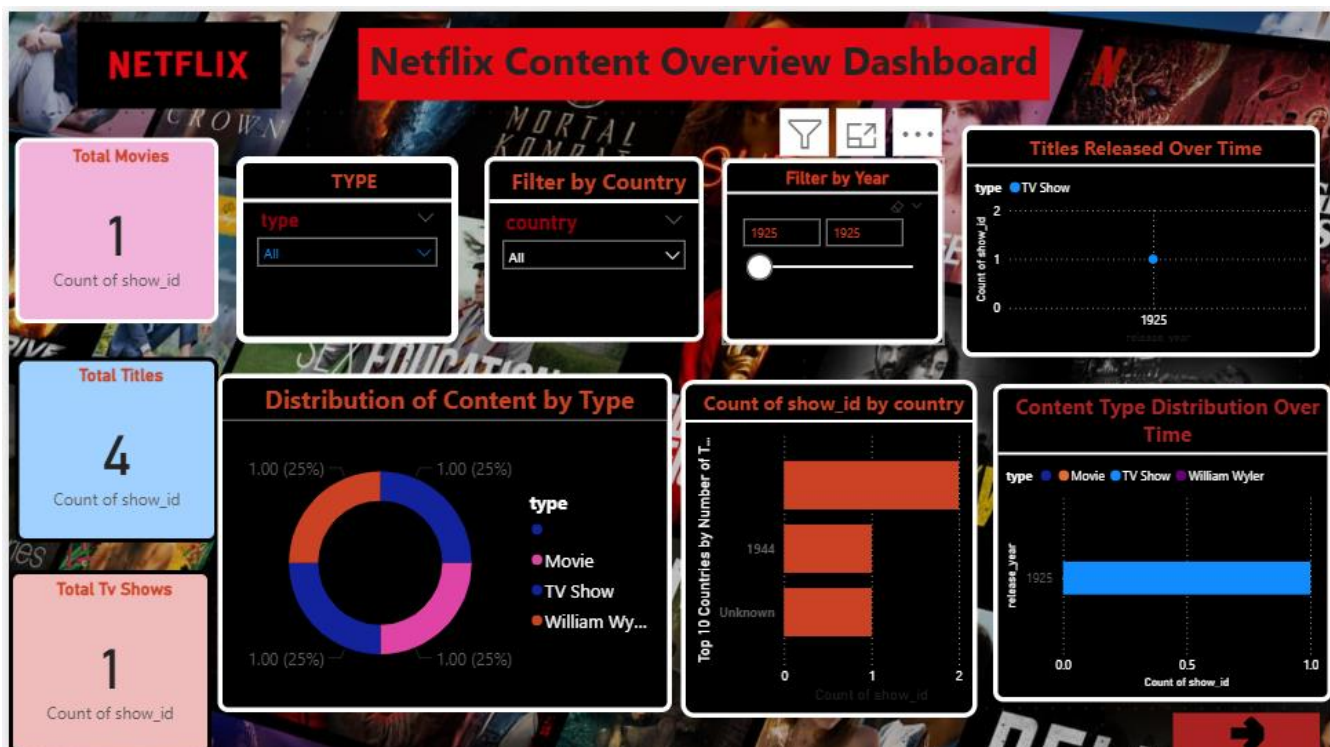 NETFLIX
Netflix Content Overview Dashboard
CROWN
MORTAL
KOMBAT
Total Movies
1
Count of show_id
TYPE
type
All
Filter by Country
country
All
Filter by Year
1925
1925
Titles Released Over Time
type
TV Show
Count of show_id
2
1
0
1925
release_year
SEX EDUCATION
Total Titles
4
Count of show_id
Total Tv Shows
1
Count of show_id
Distribution of Content by Type
1.00 (25%)
1.00 (25%)
1.00 (25%)
1.00 (25%)
type
Movie
TV Show
William Wy...
Count of show_id by country
Top 10 Countries by Number of T...
1944
Unknown
0
1
2
Count of show_id
Content Type Distribution Over
Time
type
Movie
TV Show
William Wyler
release_year
1925
0.0
0.5
1.0
Count of show_id